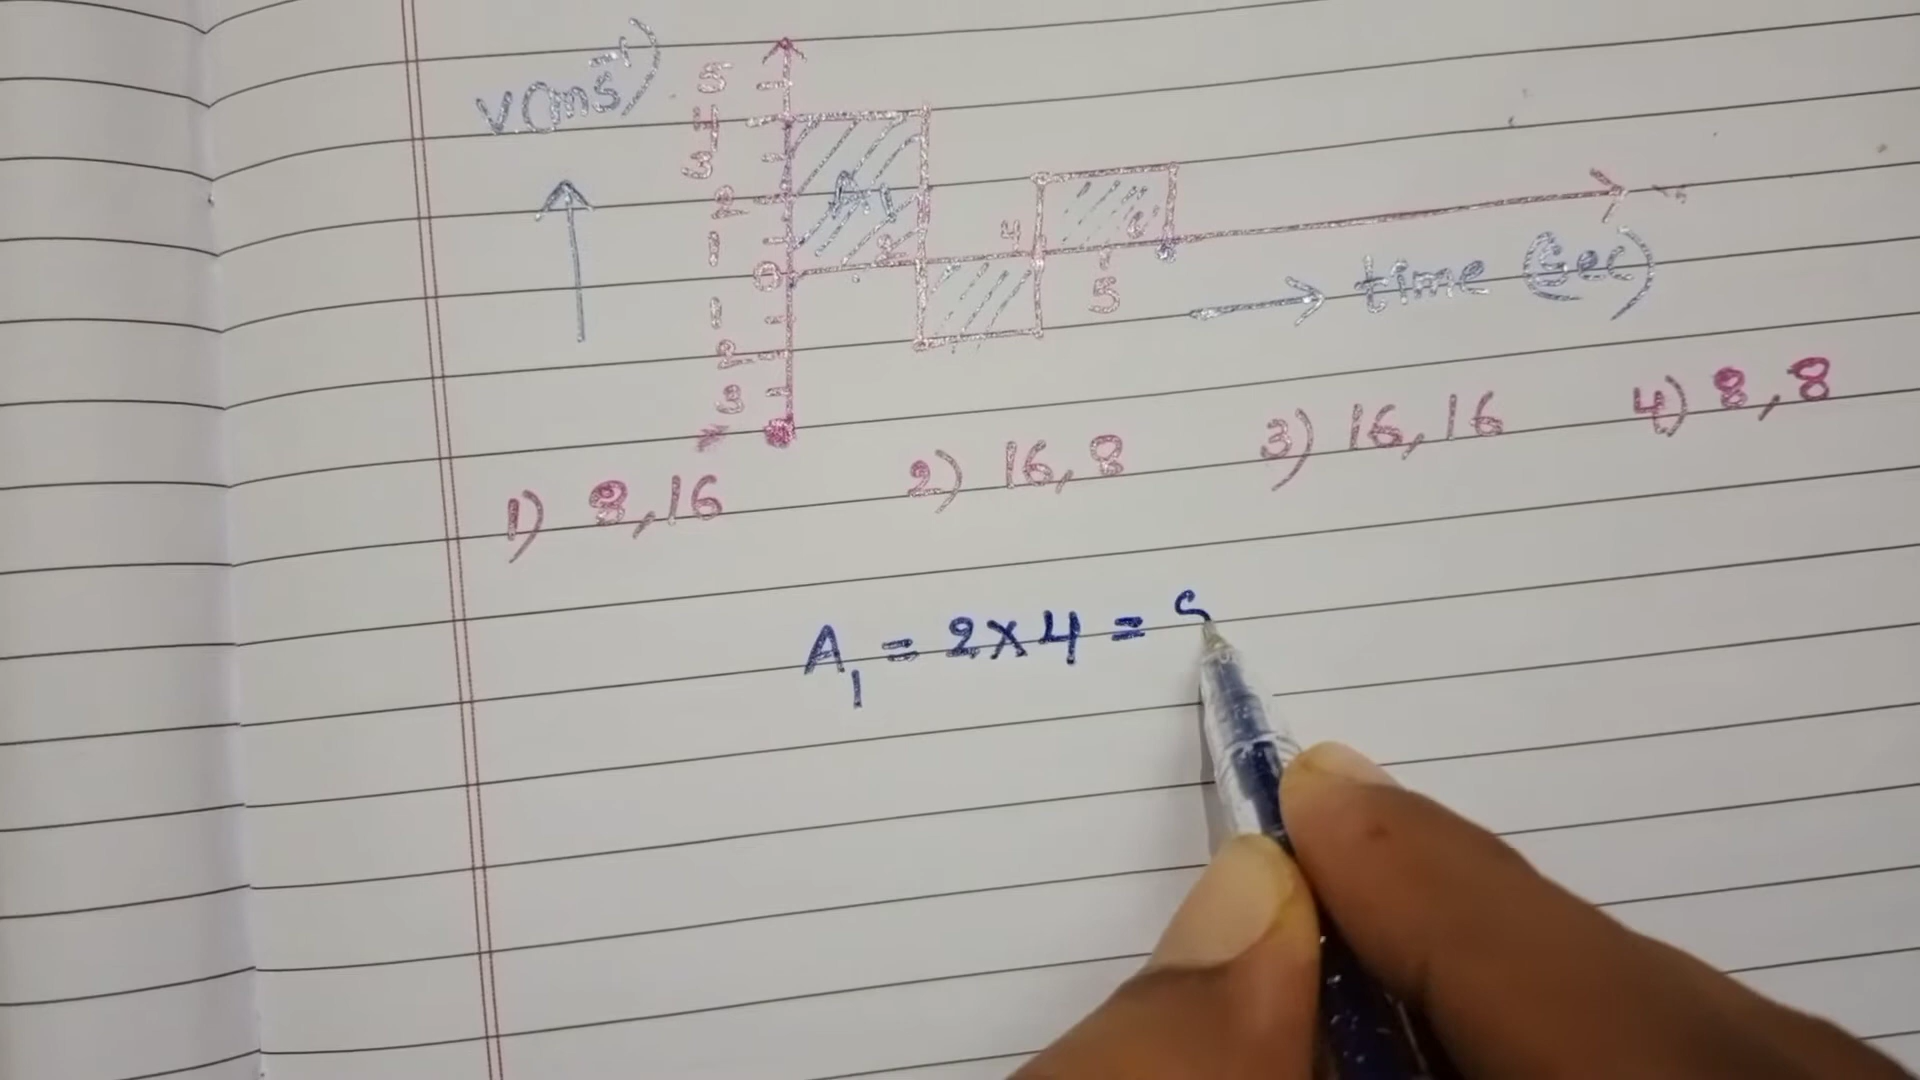 v(ms⁻¹)
5
4
3
2
1
0
1
2
3
A1
2
4
6
5
time (sec)
1) 8,16 2) 16,8 3) 16,16 4) 8,8
A₁ = 2×4 =